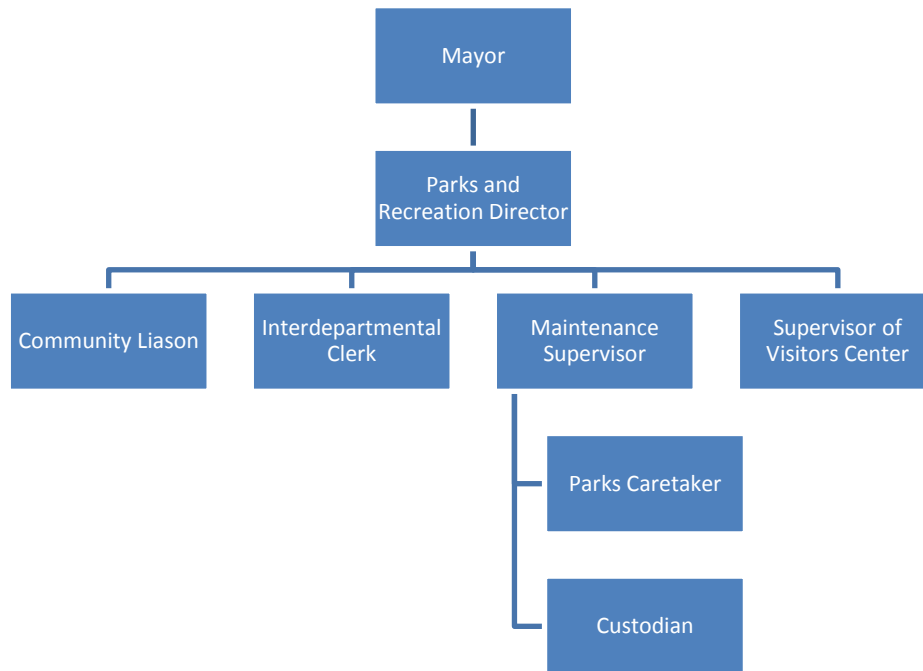 Mayor
Parks and
Recreation Director
Community Liason
Interdepartmental
Clerk
Maintenance
Supervisor
Supervisor of
Visitors Center
Parks Caretaker
Custodian